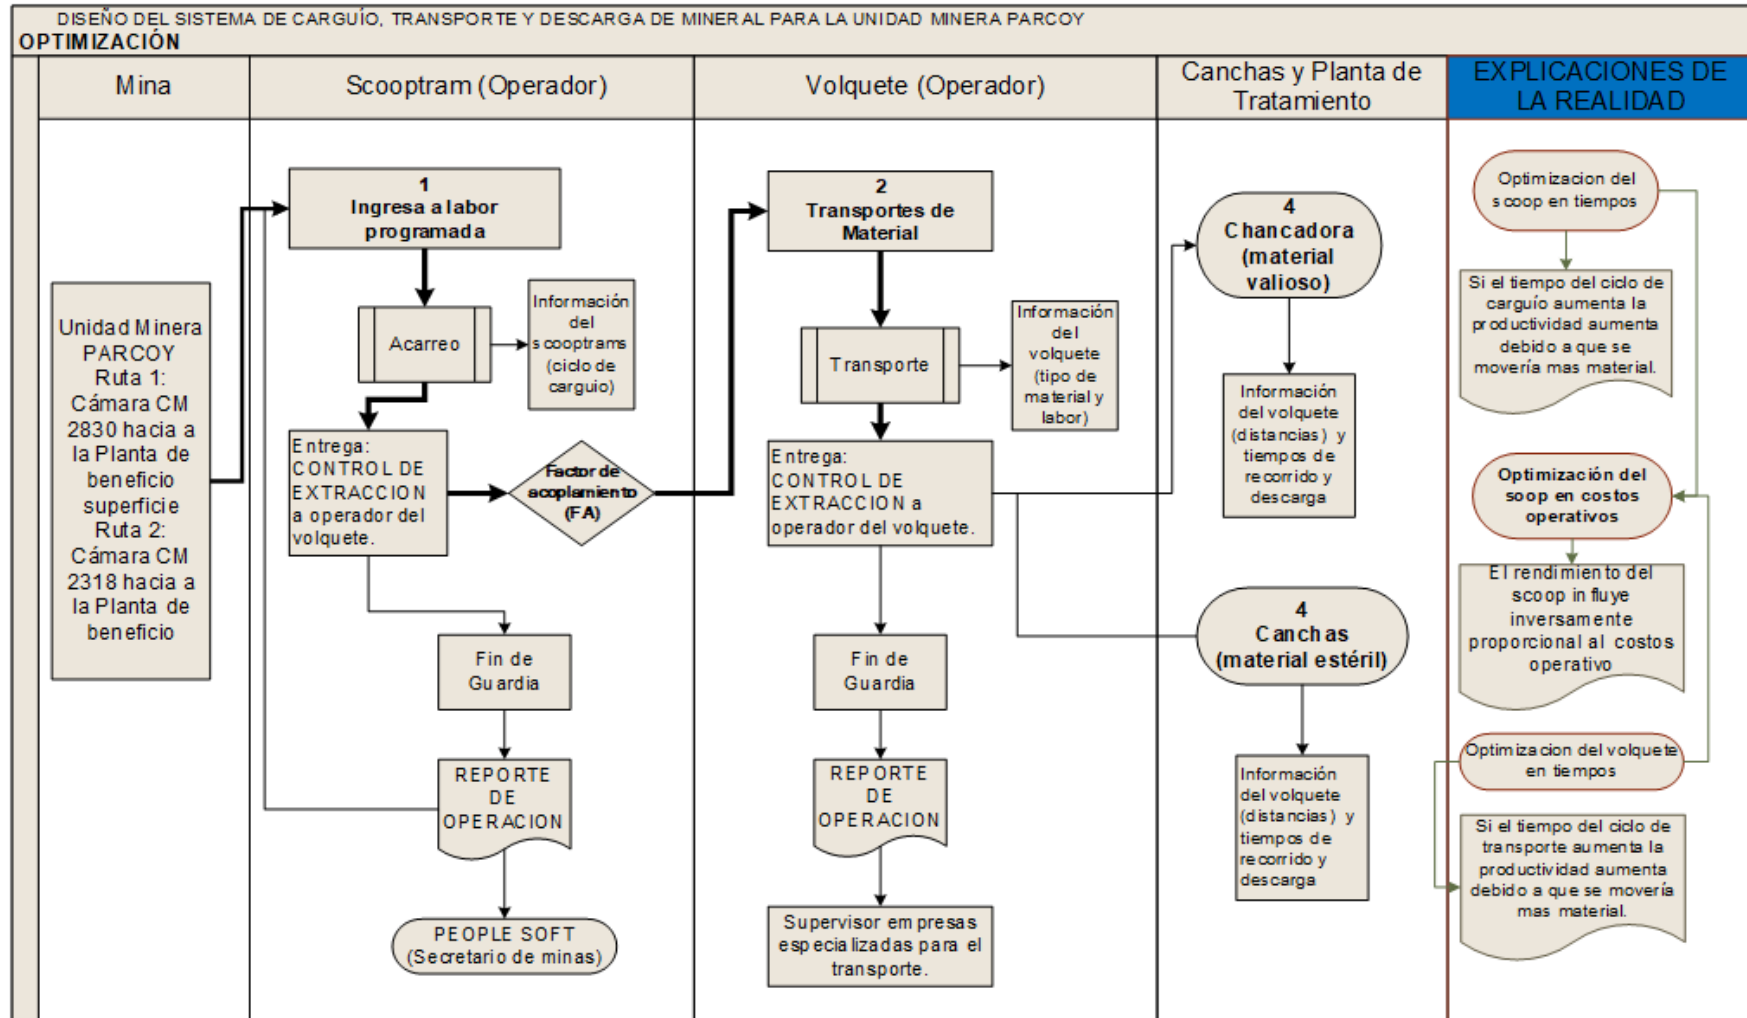 DISEÑO DEL SISTEMA DE CARGUÍO, TRANSPORTE Y DESCARGA DE MINERAL PARA LA UNIDAD MINERA PARCOY
OPTIMIZACIÓN
Mina
Scooptram (Operador)
Volquete (Operador)
Canchas y Planta de
Tratamiento
EXPLICACIONES DE
LA REALIDAD
Unidad Minera
PARCOY
Ruta 1:
Cámara CM
2830 hacia a
la Planta de
beneficio
superficie
Ruta 2:
Cámara CM
2318 hacia a
la Planta de
beneficio
1
Ingresa a labor
programada
Acarreo
Información
del
scooptrams
(ciclo de
carguio)
Entrega:
CONTROL DE
EXTRACCION
a operador del
volquete.
Factor de
acoplamiento
(FA)
Fin de
Guardia
REPORTE
DE
OPERACION
PEOPLE SOFT
(Secretario de minas)
2
Transportes de
Material
Transporte
Información
del
volquete
(tipo de
material y
labor)
Entrega:
CONTROL DE
EXTRACCION a
operador del volquete.
Fin de
Guardia
REPORTE
DE
OPERACION
Supervisor empresas
especializadas para el
transporte.
4
Chancadora
(material
valioso)
Información
del volquete
(distancias) y
tiempos de
recorrido y
descarga
4
Canchas
(material estéril)
Información
del volquete
(distancias) y
tiempos de
recorrido y
descarga
Optimizacion del
scoop en tiempos
Si el tiempo del ciclo de
carguío aumenta la
productividad aumenta
debido a que se
movería mas material.
Optimización del
soop en costos
operativos
El rendimiento del
scoop influye
inversamente
proporcional al costos
operativo
Optimizacion del volquete
en tiempos
Si el tiempo del ciclo de
transporte aumenta la
productividad aumenta
debido a que se movería
mas material.